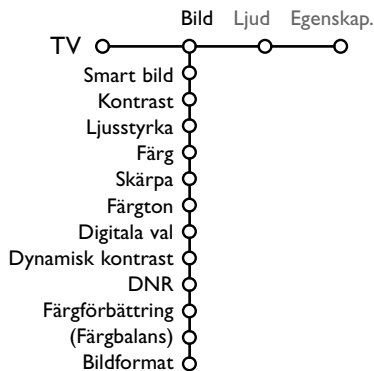 Bild Ljud Egenskap.
TV
Smart bild
Kontrast
Ljusstyrka
Färg
Skärpa
Färgton
Digitala val
Dynamisk kontrast
DNR
Färgförbättring
(Färgbalans)
Bildformat